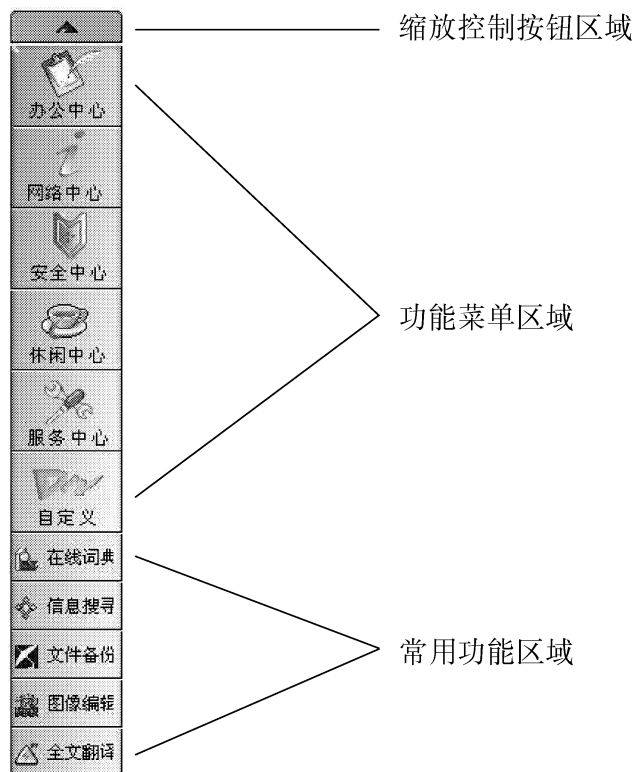 缩放控制按钮区域
办公中心
网络中心
安全中心
休闲中心
功能菜单区域
服务中心
自定义
在线词典
信息搜寻
文件备份
常用功能区域
图像编辑
全文翻译